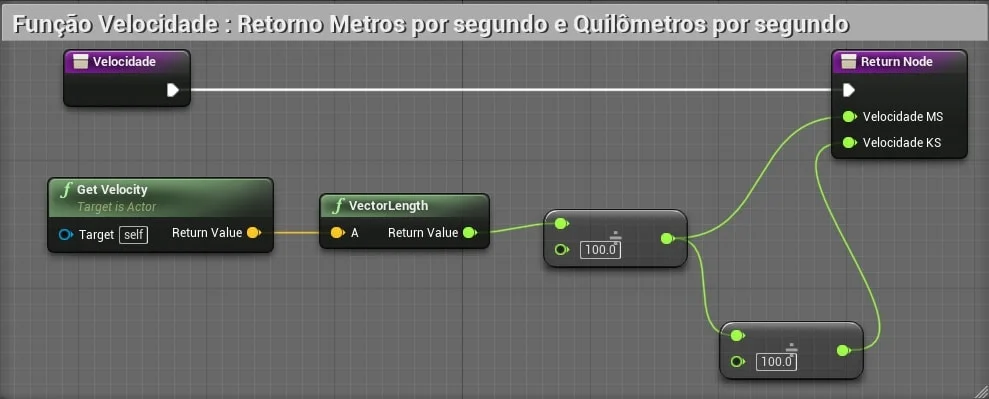 Função Velocidade : Retorno Metros por segundo e Quilômetros por segundo
Velocidade
Return Node
Velocidade MS
Velocidade KS
f Get Velocity
Target is Actor
Target self Return Value
f VectorLength
A Return Value
÷
100.0
÷
100.0